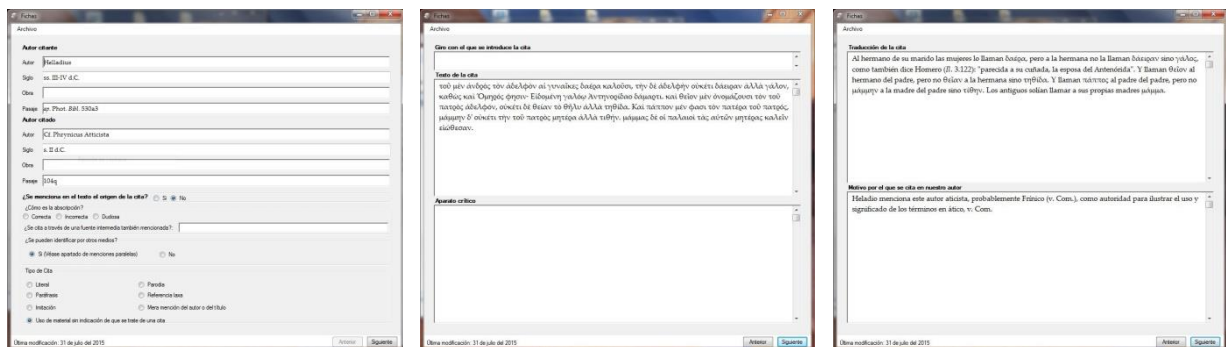 Fichas
Archivo
Autor citante
Autor Helladius
Siglo ss. III-IV d.C.
Obra
Pasaje ap. Phot. Bibl. 530a3
Autor citado
Autor Cf. Phrynicus Atticista
Siglo s. II d.C.
Obra
Pasaje 104q
¿Se menciona en el texto el origen de la cita? Si No
¿Cómo es la absorción?
Correcta Incorrecta Dudosa
¿Se cita a través de una fuente intermedia también mencionada?:
¿Se pueden identificar por otros medios?
Si (Véase apartado de menciones paralelas) No
Tipo de Cita
Literal Parodia
Paráfrasis Referencia laxa
Imitación Mera mención del autor o del título
Uso de material sin indicación de que se trate de una cita
Última modificación: 31 de julio del 2015 Anterior Siguiente
Fichas
Archivo
Giro con el que se introduce la cita
Texto de la cita
τοῦ μὲν ἀνδρὸς τὸν ἀδελφὸν αἱ γυναῖκες δαέρα καλοῦσι, τὴν δὲ ἀδελφὴν οὐκέτι δάειραν ἀλλὰ γάλον,
καθὼς καὶ Ὅμηρός φησιν· Εἰδομένη γαλόῳ Ἀντηνορίδαο δάμαρτι. καὶ θεῖον μὲν ὀνομάζουσι τὸν τοῦ
πατρὸς ἀδελφόν, οὐκέτι δὲ θείαν τὸ θῆλυ ἀλλὰ τηθίδα. Καὶ πάππον μέν φασι τὸν πατέρα τοῦ πατρός,
μάμμην δ' οὐκέτι τὴν τοῦ πατρὸς μητέρα ἀλλὰ τιθήν. μάμμας δὲ οἱ παλαιοὶ τὰς αὑτῶν μητέρας καλεῖν
εἰώθεσαν.
Aparato crítico
Última modificación: 31 de julio del 2015 Anterior Siguiente
Fichas
Archivo
Traducción de la cita
Al hermano de su marido las mujeres lo llaman δαέρα, pero a la hermana no la llaman δάειραν sino γάλος,
como también dice Homero (Il. 3.122): "parecida a su cuñada, la esposa del Antenórida". Y llaman θεῖον al
hermano del padre, pero no θείαν a la hermana sino τηθίδα. Y llaman πάππος al padre del padre, pero no
μάμμην a la madre del padre sino τίθην. Los antiguos solían llamar a sus propias madres μάμμα.
Motivo por el que se cita en nuestro autor
Heladio menciona este autor aticista, probablemente Frínico (v. Com.), como autoridad para ilustrar el uso y
significado de los términos en ático, v. Com.
Última modificación: 31 de julio del 2015 Anterior Siguiente